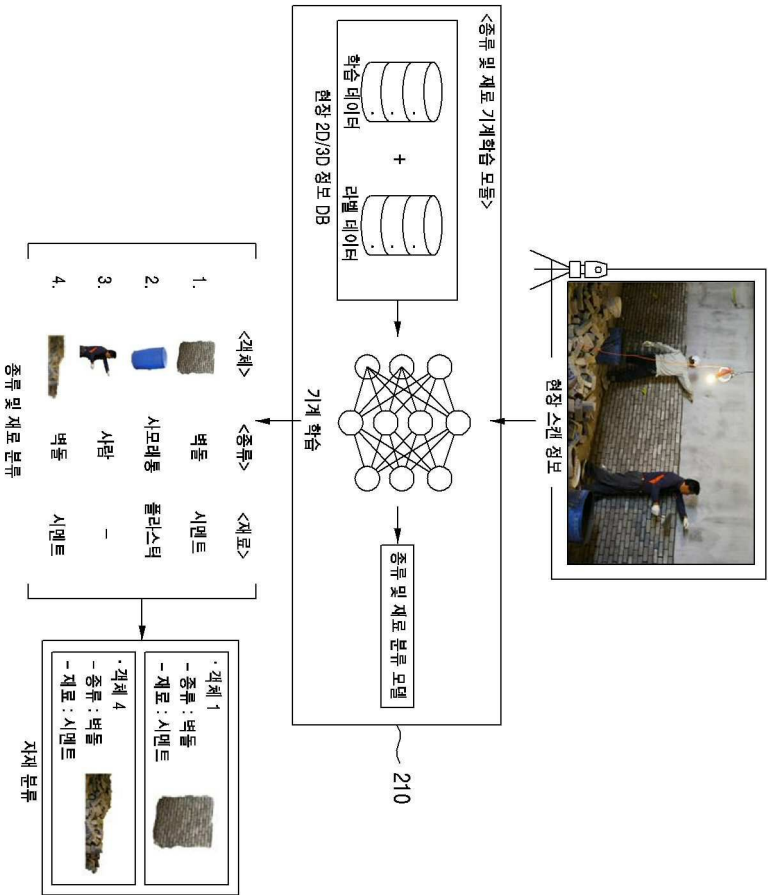 현장 스캔 정보
<종류 및 재료 기계학습 모듈>
학습 데이터
+
라벨 데이터
현장 2D/3D 정보 DB
기계 학습
종류 및 재료 분류 모델
210
<객체> <종류> <재료>
1. 벽돌 시멘트
2. 사모래통 플라스틱
3. 사람 -
4. 벽돌 시멘트
종류 및 재료 분류
· 객체 1
- 종류 : 벽돌
- 재료 : 시멘트
· 객체 4
- 종류 : 벽돌
- 재료 : 시멘트
자재 분류